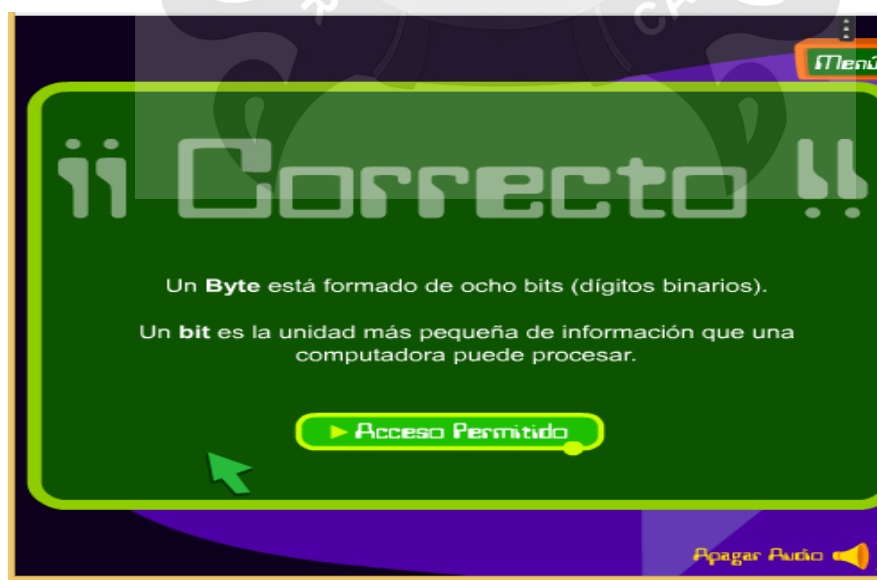 Menú
¡¡ Correcto !!
Un Byte está formado de ocho bits (dígitos binarios).
Un bit es la unidad más pequeña de información que una
computadora puede procesar.
Acceso Permitido
Apagar Audio